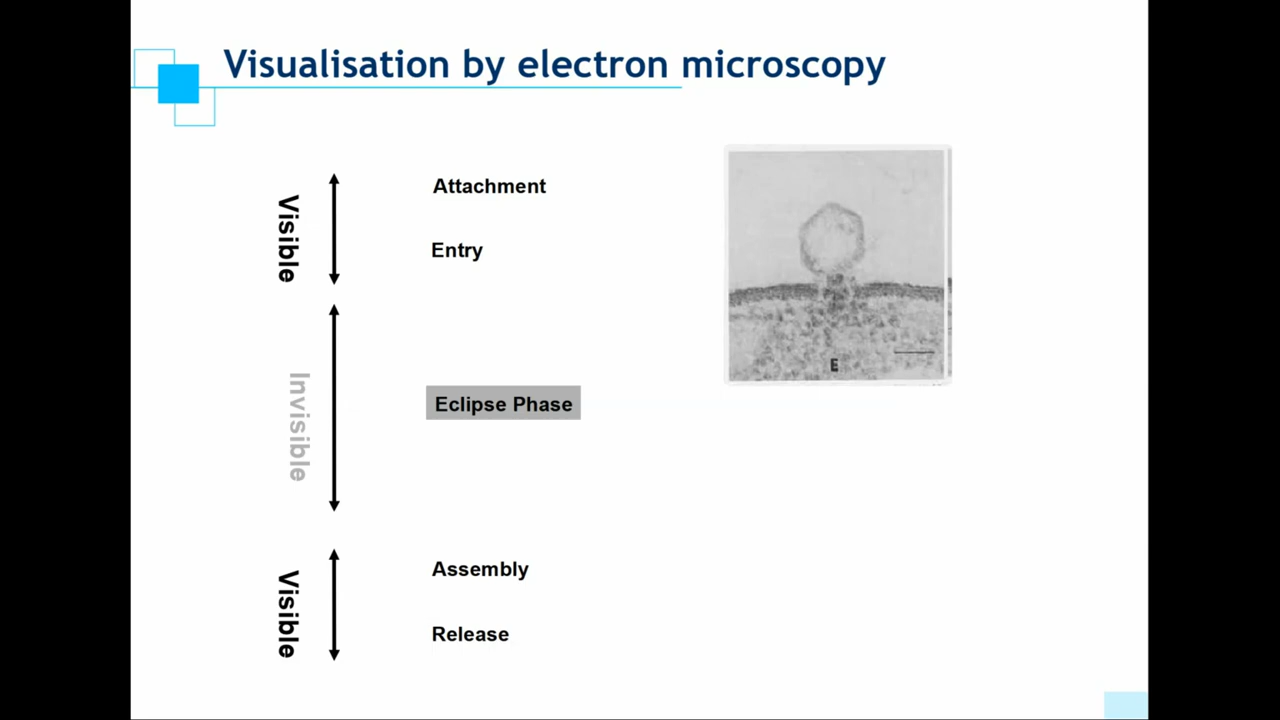 Visualisation by electron microscopy
Visible
Attachment
Entry
Invisible
Eclipse Phase
Visible
Assembly
Release
E